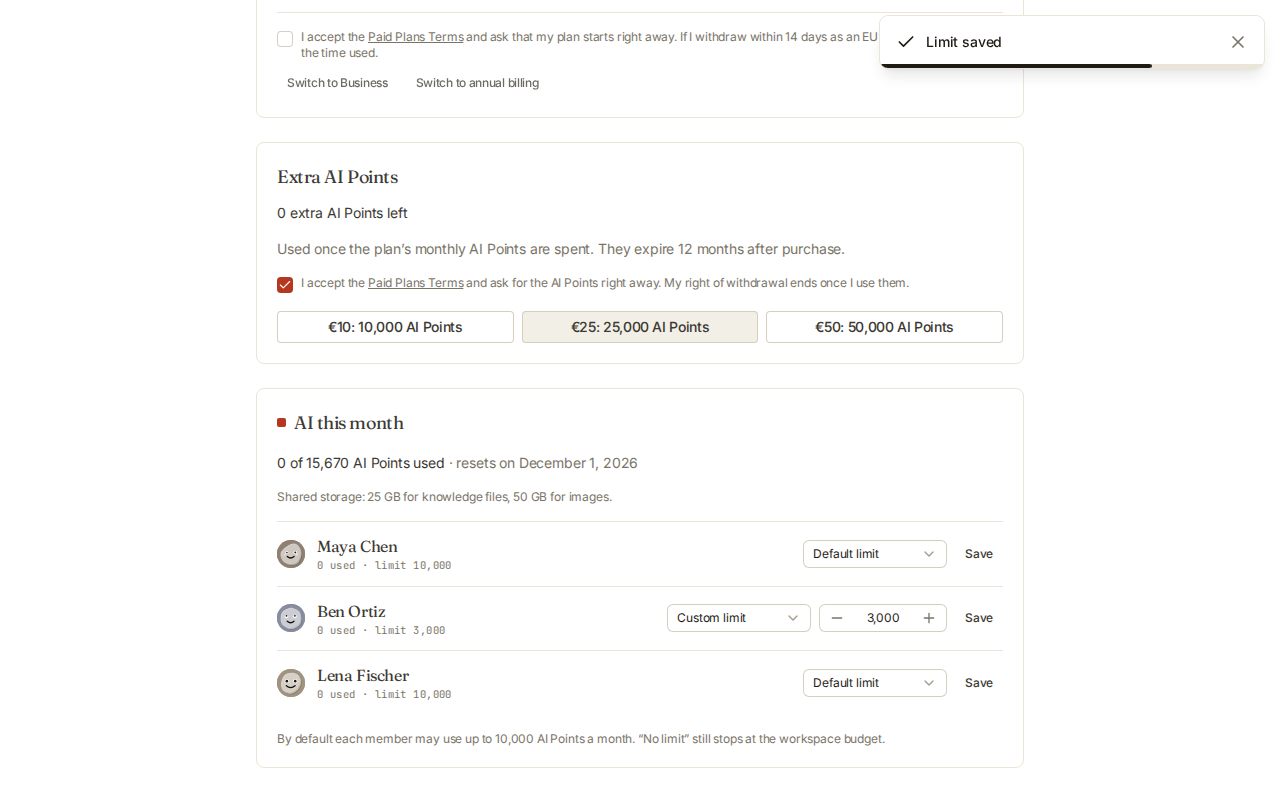 I accept the Paid Plans Terms and ask that my plan starts right away. If I withdraw within 14 days as an EU
the time used.
Limit saved
Switch to Business
Switch to annual billing
Extra AI Points
0 extra AI Points left
Used once the plan’s monthly AI Points are spent. They expire 12 months after purchase.
I accept the Paid Plans Terms and ask for the AI Points right away. My right of withdrawal ends once I use them.
€10: 10,000 AI Points
€25: 25,000 AI Points
€50: 50,000 AI Points
AI this month
0 of 15,670 AI Points used · resets on December 1, 2026
Shared storage: 25 GB for knowledge files, 50 GB for images.
Maya Chen
0 used · limit 10,000
Default limit
Save
Ben Ortiz
0 used · limit 3,000
Custom limit
3,000
Save
Lena Fischer
0 used · limit 10,000
Default limit
Save
By default each member may use up to 10,000 AI Points a month. “No limit” still stops at the workspace budget.